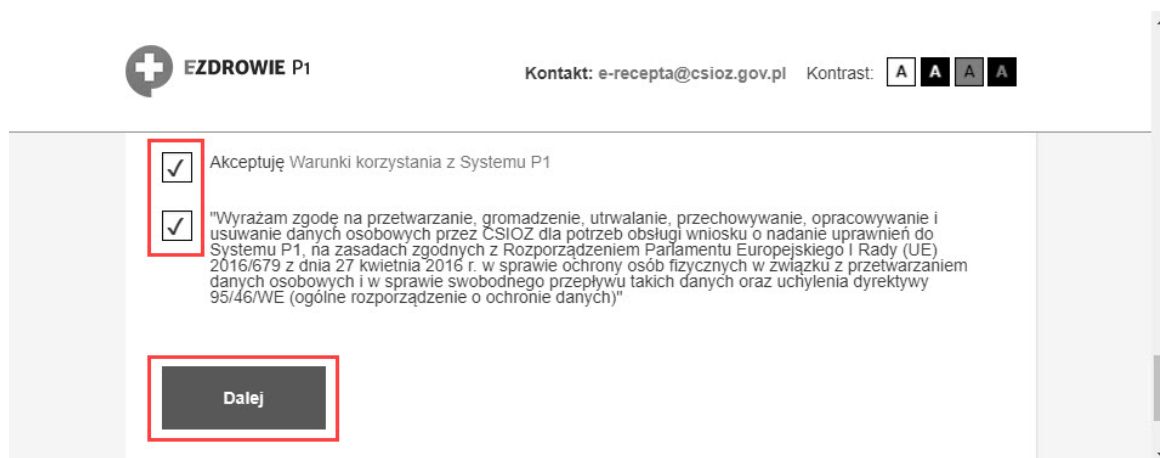 EZDROWIE P1
Kontakt: e-recepta@csioz.gov.pl Kontrast: A A A A
Akceptuję Warunki korzystania z Systemu P1
"Wyrażam zgodę na przetwarzanie, gromadzenie, utrwalanie, przechowywanie, opracowywanie i
usuwanie danych osobowych przez CSIOZ dla potrzeb obsługi wniosku o nadanie uprawnień do
Systemu P1, na zasadach zgodnych z Rozporządzeniem Parlamentu Europejskiego I Rady (UE)
2016/679 z dnia 27 kwietnia 2016 r. w sprawie ochrony osób fizycznych w związku z przetwarzaniem
danych osobowych i w sprawie swobodnego przepływu takich danych oraz uchylenia dyrektywy
95/46/WE (ogólne rozporządzenie o ochronie danych)"
Dalej